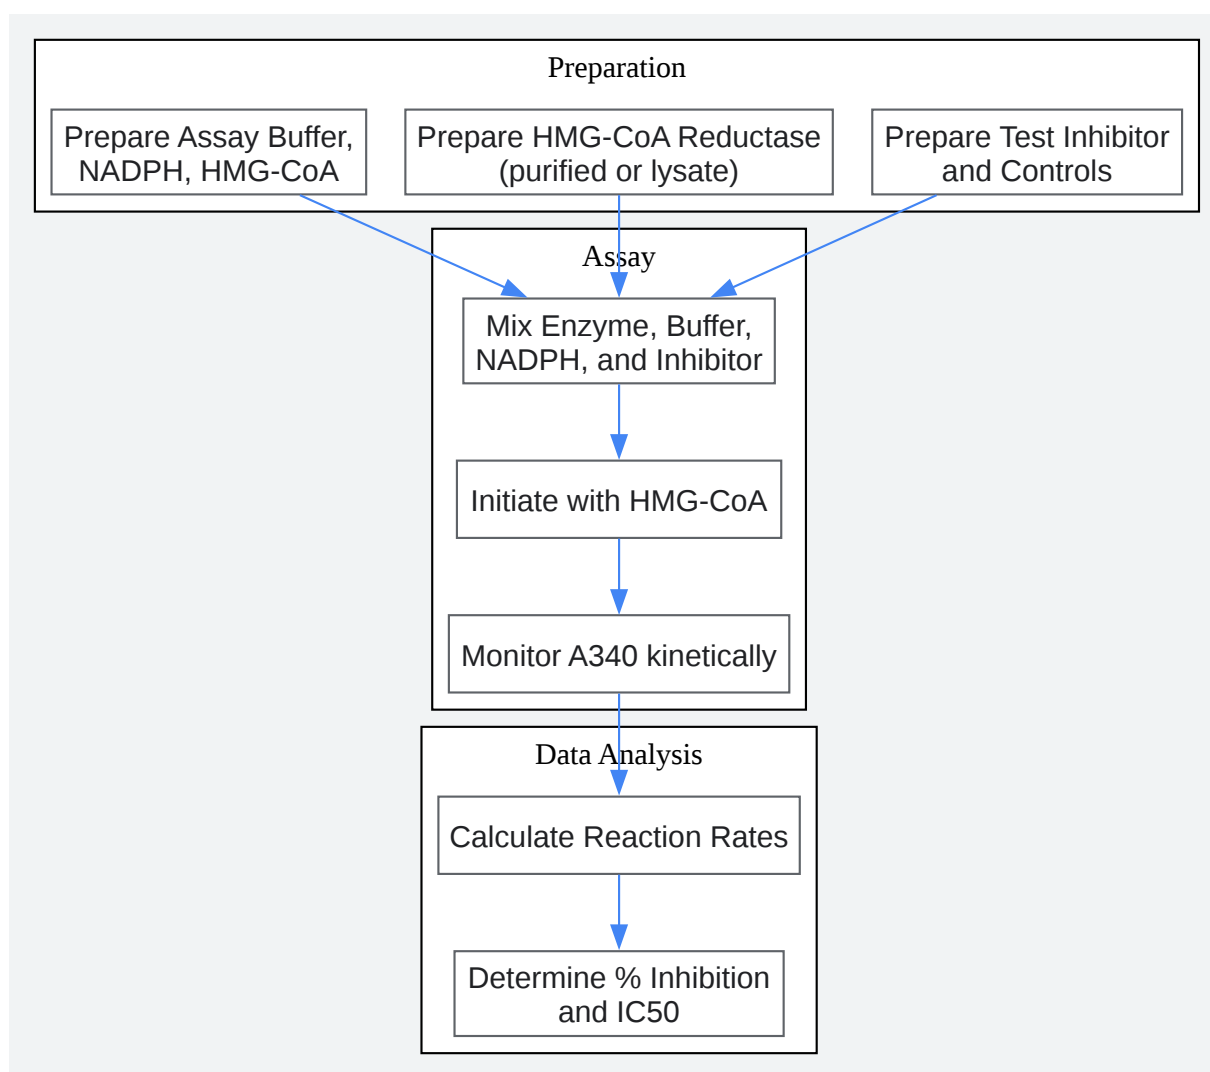 Preparation
Prepare Assay Buffer,
NADPH, HMG-CoA
Prepare HMG-CoA Reductase
(purified or lysate)
Prepare Test Inhibitor
and Controls
Assay
Mix Enzyme, Buffer,
NADPH, and Inhibitor
Initiate with HMG-CoA
Monitor A340 kinetically
Data Analysis
Calculate Reaction Rates
Determine % Inhibition
and IC50